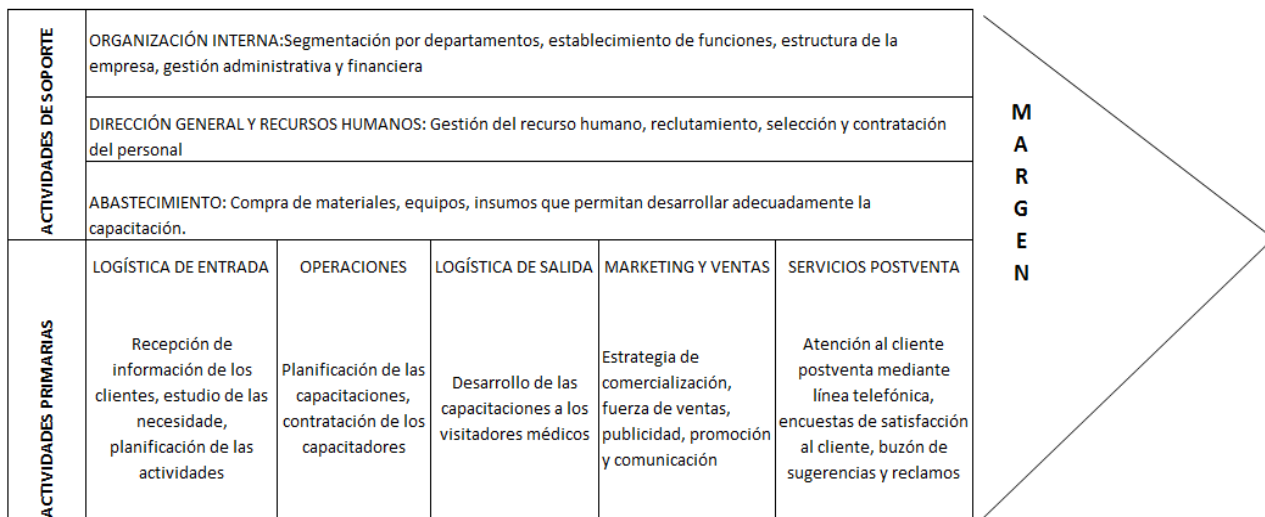 ACTIVIDADES DE SOPORTE
ORGANIZACIÓN INTERNA:Segmentación por departamentos, establecimiento de funciones, estructura de la
empresa, gestión administrativa y financiera
DIRECCIÓN GENERAL Y RECURSOS HUMANOS: Gestión del recurso humano, reclutamiento, selección y contratación
del personal
ABASTECIMIENTO: Compra de materiales, equipos, insumos que permitan desarrollar adecuadamente la
capacitación.
ACTIVIDADES PRIMARIAS
LOGÍSTICA DE ENTRADA
Recepción de
información de los
clientes, estudio de las
necesidade,
planificación de las
actividades
OPERACIONES
Planificación de las
capacitaciones,
contratación de los
capacitadores
LOGÍSTICA DE SALIDA
Desarrollo de las
capacitaciones a los
visitadores médicos
MARKETING Y VENTAS
Estrategia de
comercialización,
fuerza de ventas,
publicidad, promoción
y comunicación
SERVICIOS POSTVENTA
Atención al cliente
postventa mediante
línea telefónica,
encuestas de satisfacción
al cliente, buzón de
sugerencias y reclamos
M
A
R
G
E
N